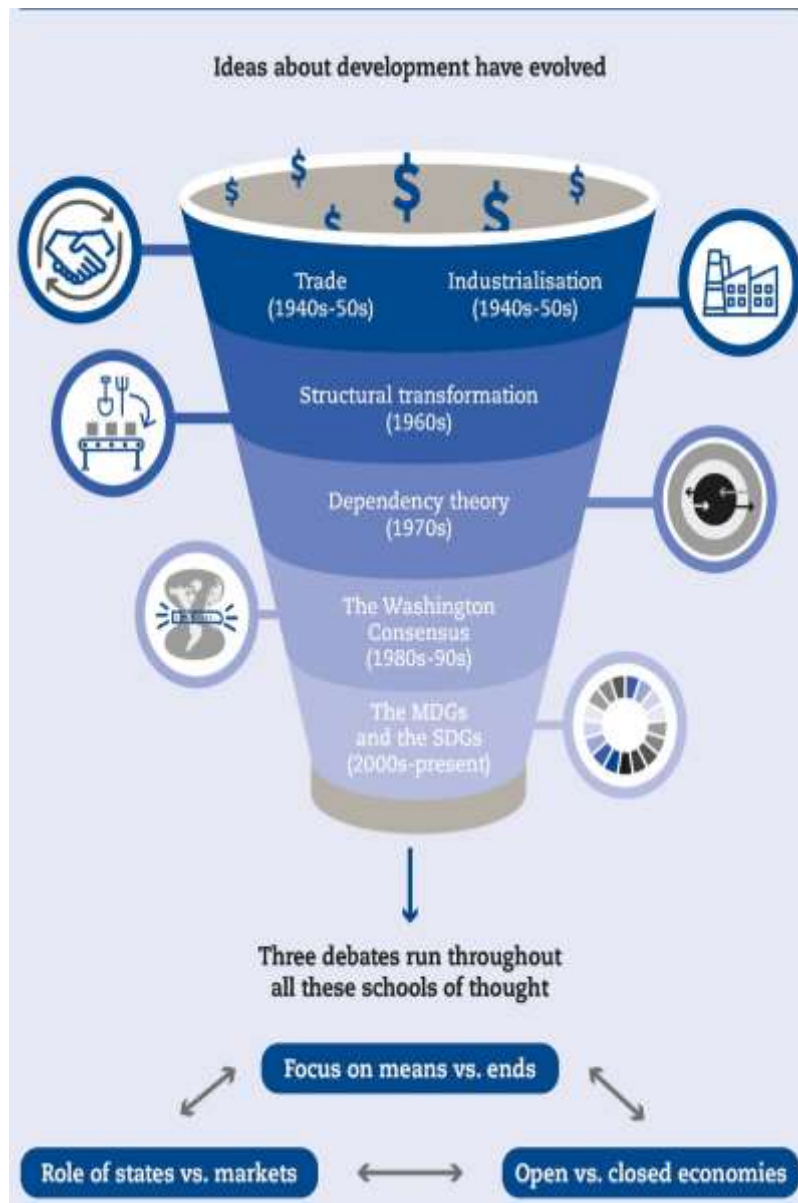 Ideas about development have evolved
$ $ $ $ $ $
Trade
(1940s-50s)
Industrialisation
(1940s-50s)
Structural transformation
(1960s)
Dependency theory
(1970s)
The Washington
Consensus
(1980s-90s)
The MDGs
and the SDGs
(2000s-present)
Three debates run throughout
all these schools of thought
Focus on means vs. ends
Role of states vs. markets
Open vs. closed economies